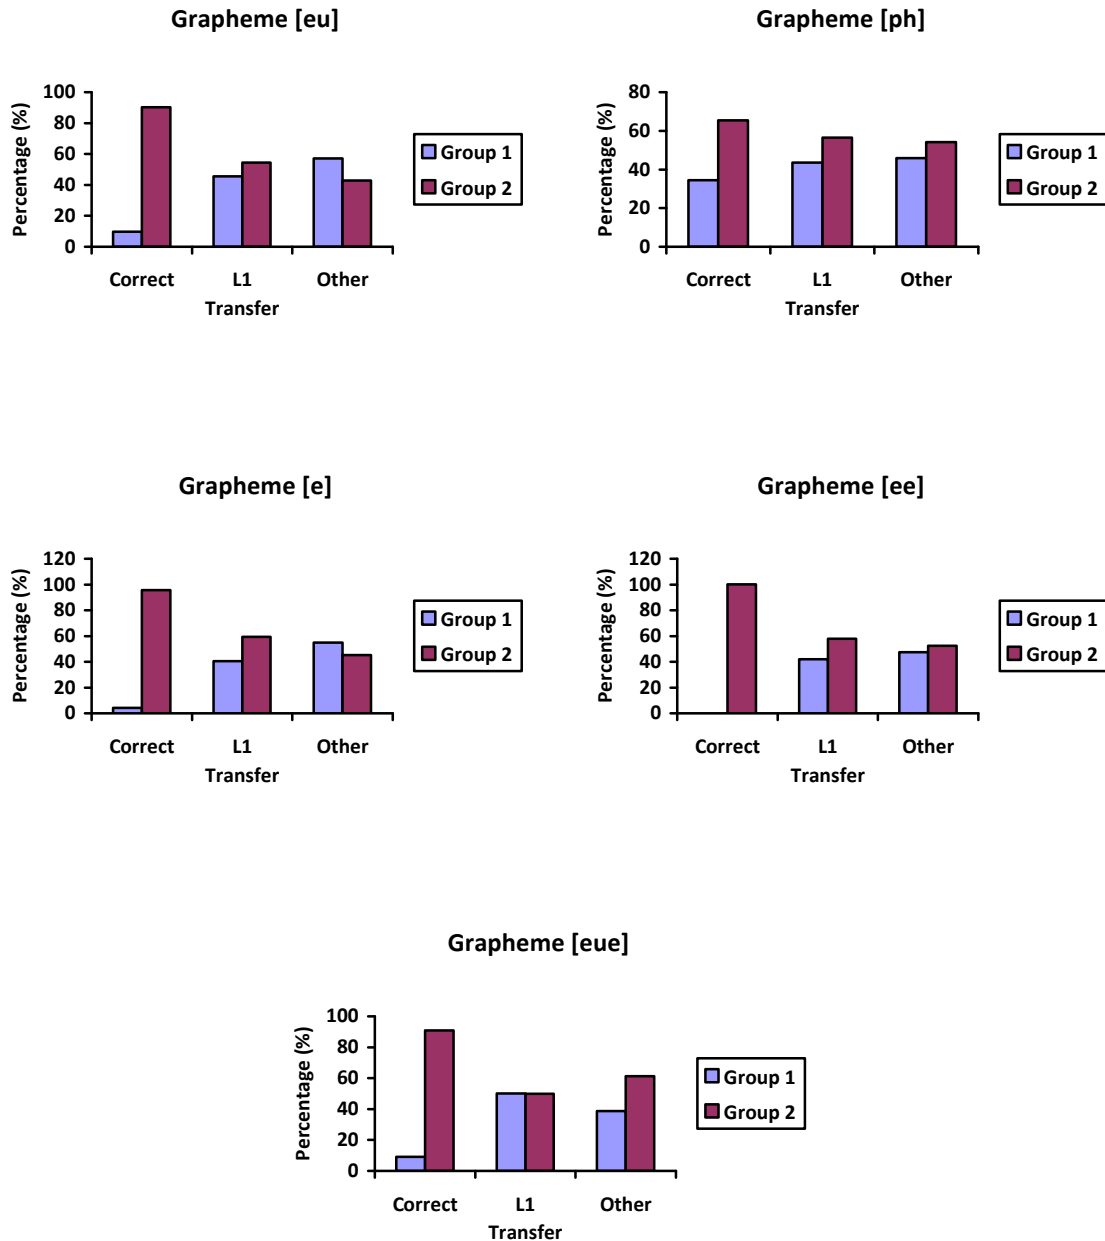 Grapheme [eu]
Percentage (%)
100
80
60
40
20
0
Correct
L1
Transfer
Other
Group 1
Group 2
Grapheme [ph]
Percentage (%)
80
60
40
20
0
Correct
L1
Transfer
Other
Group 1
Group 2
Grapheme [e]
Percentage (%)
120
100
80
60
40
20
0
Correct
L1
Transfer
Other
Group 1
Group 2
Grapheme [ee]
Percentage (%)
120
100
80
60
40
20
0
Correct
L1
Transfer
Other
Group 1
Group 2
Grapheme [eue]
Percentage (%)
100
80
60
40
20
0
Correct
L1
Transfer
Other
Group 1
Group 2